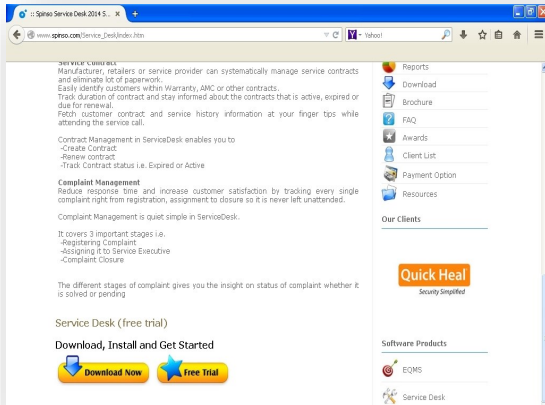 :: Spinso Service Desk 2014 S...
www.spinso.com/Service_Desk/index.htm
Yahoo!
Service Contract
Manufacturer, retailers or service provider can systematically manage service contracts
and eliminate lot of paperwork.
Easily identify customers within Warranty, AMC or other contracts.
Track duration of contract and stay informed about the contracts that is active, expired or
due for renewal.
Fetch customer contract and service history information at your finger tips while
attending the service call.
Contract Management in ServiceDesk enables you to
-Create Contract
-Renew contract
-Track Contract status i.e. Expired or Active
Complaint Management
Reduce response time and increase customer satisfaction by tracking every single
complaint right from registration, assignment to closure so it is never left unattended.
Complaint Management is quiet simple in ServiceDesk.
It covers 3 important stages i.e.
-Registering Complaint
-Assigning it to Service Executive
-Complaint Closure
The different stages of complaint gives you the insight on status of complaint whether it
is solved or pending
Service Desk (free trial)
Download, Install and Get Started
Download Now
Free Trial
Reports
Download
Brochure
FAQ
Awards
Client List
Payment Option
Resources
Our Clients
Quick Heal
Security Simplified
Software Products
EQMS
Service Desk